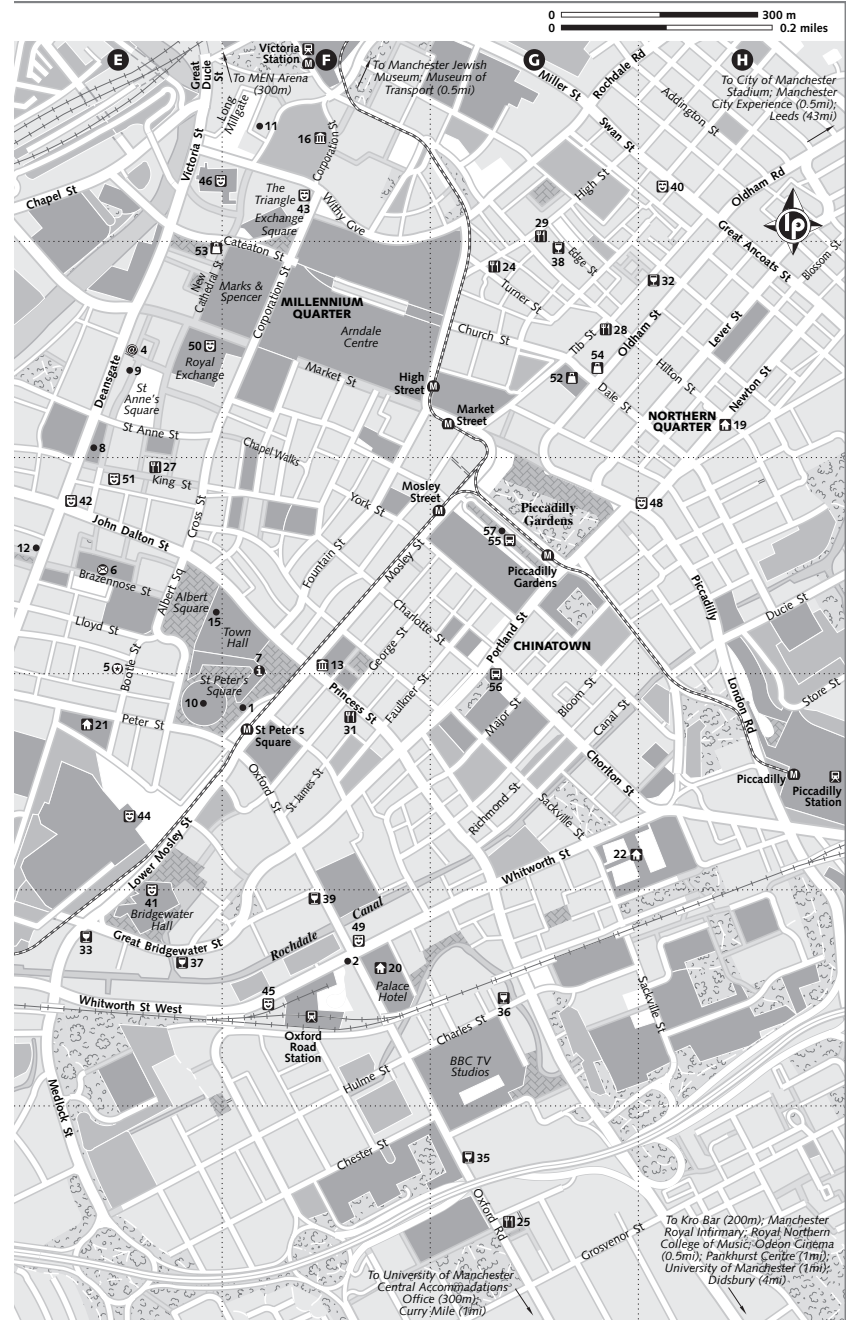 0 300 m
0 0.2 miles
E F G H
Victoria
Station
M
Great
Dude
St
To MEN Arena
(300m)
To Manchester Jewish
Museum; Museum of
Transport (0.5mi)
Miller St
Rochdale Rd
Addington St
To City of Manchester
Stadium; Manchester
City Experience (0.5mi);
Leeds (43mi)
Long
Millgate
11
16
Corporation St
Swan St
Victoria St
Chapel St
46
The
Triangle
43
Exchange
Square
Withy Gve
High St
40
Oldham Rd
lp
29
38
Edge St
Great Ancoats St
Blossom St
53
Cateaton St
New
Cathedral St
Marks &
Spencer
Corporation St
MILLENNIUM
QUARTER
Arndale
Centre
24
Turner St
32
Church St
Tib St
28
Oldham St
Lever St
50
Royal
Exchange
4
9
Deansgate
St
Anne's
Square
Market St
High
Street
M
52
54
Dale St
Hilton St
Newton St
Market
Street
M
NORTHERN
QUARTER
19
St Anne St
8
Chapel Walks
27
51
King St
42
Cross St
York St
Mosley
Street
M
Piccadilly
Gardens
48
John Dalton St
12
57
55
M
Piccadilly
Gardens
6
Brazennose St
Albert Sq
Albert
Square
15
Fountain St
Mosley St
Piccadilly
Ducie St
Lloyd St
Town
Hall
Charlotte St
Portland St
CHINATOWN
5
Bootle St
7
13
George St
56
London Rd
Store St
St Peter's
Square
10
1
Princess St
31
Faulkner St
Major St
Bloom St
Canal St
21
Peter St
M
St Peter's
Square
Chorlton St
Oxford St
St James St
Piccadilly
M
Piccadilly
Station
44
Richmond St
Sackville St
Lower Mosley St
Whitworth St
22
41
Bridgewater
Hall
39
Rochdale Canal
49
33
Great Bridgewater St
37
2
20
Palace
Hotel
Sackville St
45
36
Whitworth St West
Oxford
Road
Station
Charles St
BBC TV
Studios
Hulme St
Medlock St
Chester St
35
Oxford Rd
25
Grosvenor St
To Kro Bar (200m); Manchester
Royal Infirmary; Royal Northern
College of Music; Odeon Cinema
(0.5mi); Pankhurst Centre (1mi);
University of Manchester (1mi);
Didsbury (4mi)
To University of Manchester
Central Accommadations
Office (300m);
Curry Mile (1mi)